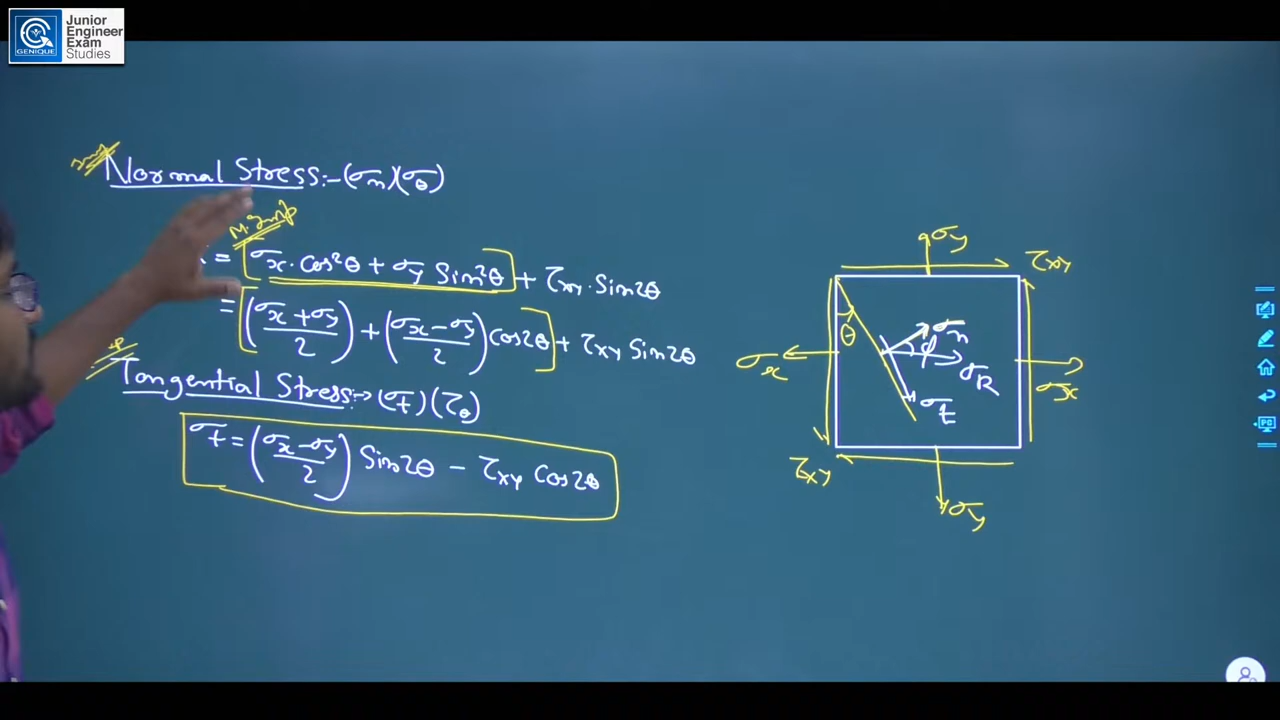 GENIQUE
Junior
Engineer
Exam
Studies
Normal Stress:- (σn)(σθ)
= σx·Cos²θ + σy Sin²θ + τxy·Sin2θ
= (σx+σy/2) + (σx-σy/2) Cos2θ + τxy Sin2θ
Tangential Stress:→ (σt)(τθ)
σt = (σx-σy/2) Sin2θ - τxy Cos2θ
σy
τxy
θ
σn
ϕ
σR
σx
σx
σt
τxy
σy
PC